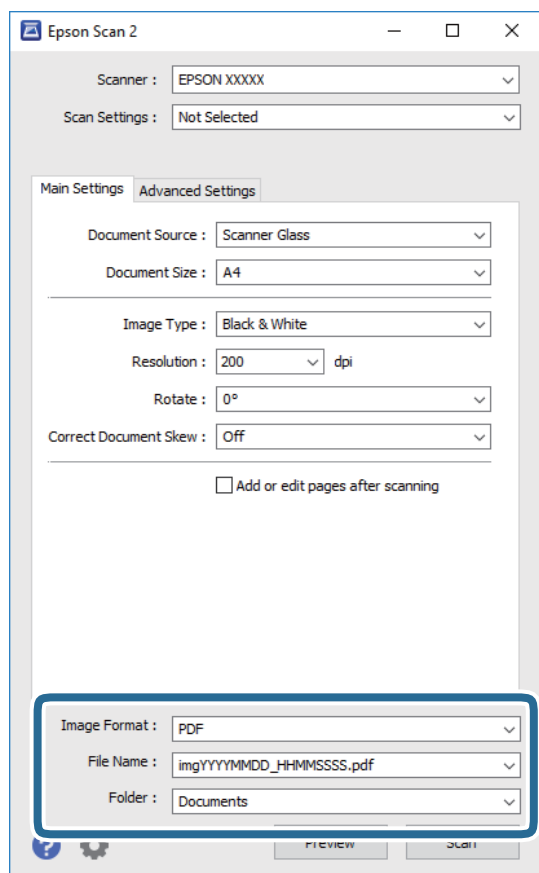 Epson Scan 2
Scanner : EPSON XXXXX
Scan Settings : Not Selected
Main Settings Advanced Settings
Document Source : Scanner Glass
Document Size : A4
Image Type : Black & White
Resolution : 200 dpi
Rotate : 0°
Correct Document Skew : Off
Add or edit pages after scanning
Image Format : PDF
File Name : imgYYYYMMDD_HHMMSSSS.pdf
Folder : Documents
? Preview Scan